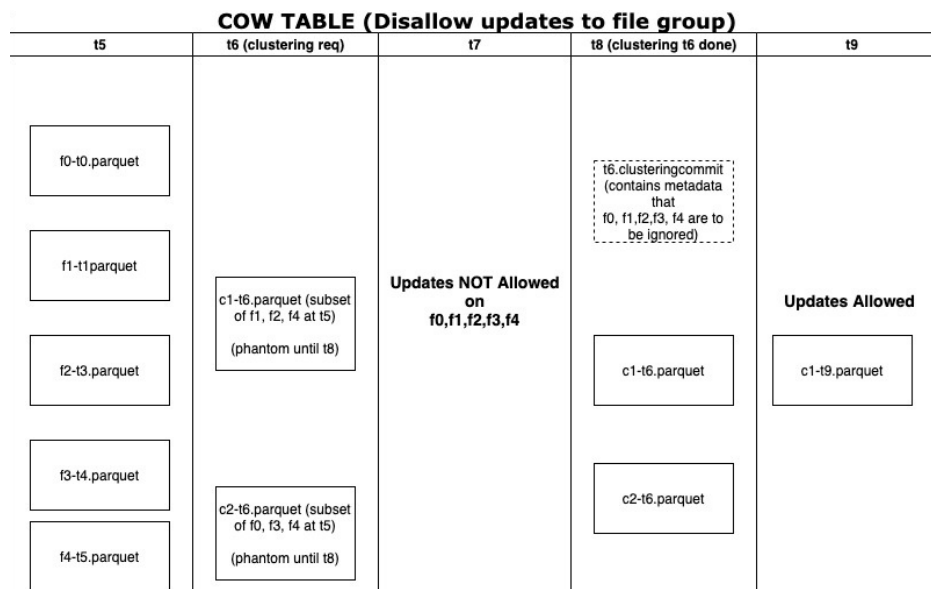 COW TABLE (Disallow updates to file group)
t5
t6 (clustering req)
t7
t8 (clustering t6 done)
t9
f0-t0.parquet
f1-t1parquet
f2-t3.parquet
f3-t4.parquet
f4-t5.parquet
c1-t6.parquet (subset
of f1, f2, f4 at t5)
(phantom until t8)
c2-t6.parquet (subset
of f0, f3, f4 at t5)
(phantom until t8)
Updates NOT Allowed
on
f0,f1,f2,f3,f4
t6.clusteringcommit
(contains metadata
that
f0, f1,f2,f3, f4 are to
be ignored)
c1-t6.parquet
c2-t6.parquet
Updates Allowed
c1-t9.parquet